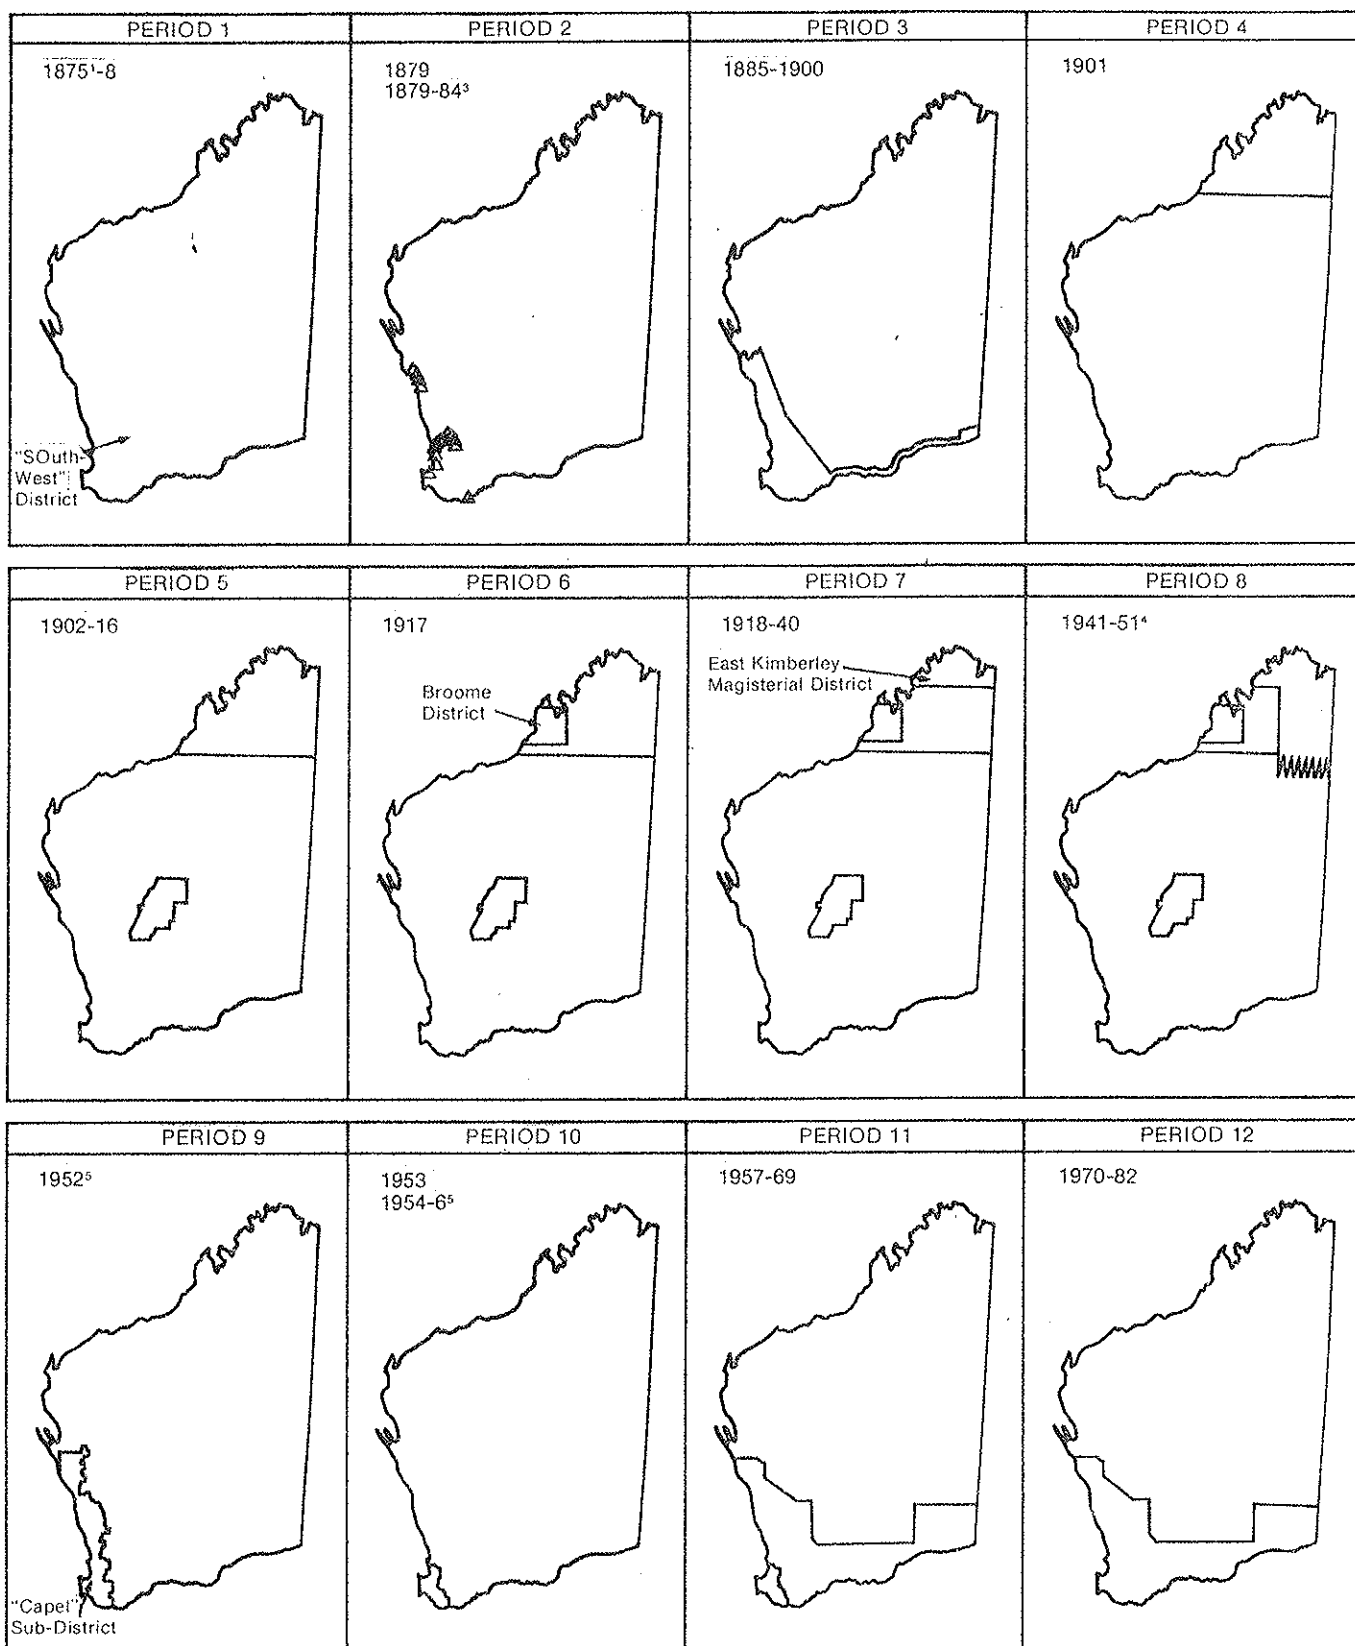 PERIOD 1
PERIOD 2
PERIOD 3
PERIOD 4
1875¹-8
1879
1879-84³
1885-1900
1901
"SOuth-
West"
District
PERIOD 5
PERIOD 6
PERIOD 7
PERIOD 8
1902-16
1917
1918-40
1941-51⁴
Broome
District
East Kimberley
Magisterial District
PERIOD 9
PERIOD 10
PERIOD 11
PERIOD 12
1952⁵
1953
1954-6⁵
1957-69
1970-82
"Capel"
Sub-District